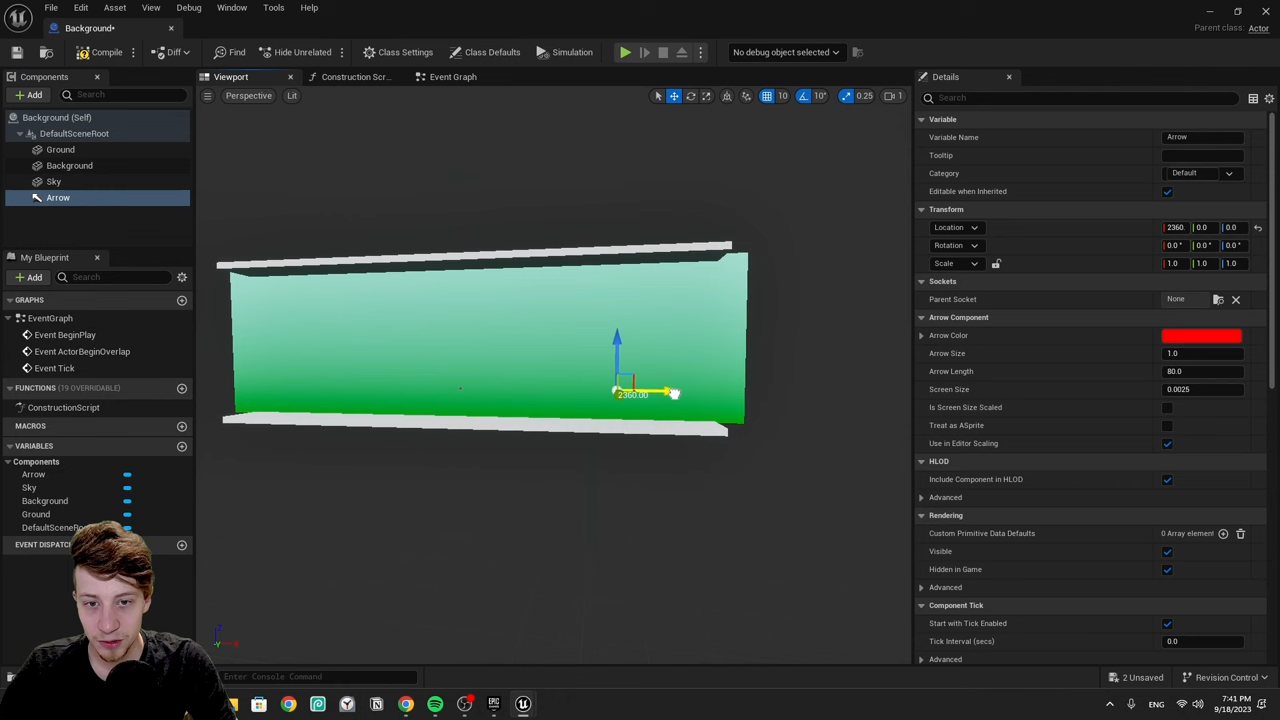 File Edit Asset View Debug Window Tools Help
Background*
Parent class: Actor
Compile
Diff
Find
Hide Unrelated
Class Settings
Class Defaults
Simulation
No debug object selected
Components
Viewport
Construction Scr...
Event Graph
Details
Add
Search
Perspective
Lit
10
10°
0.25
1
Search
Background (Self)
DefaultSceneRoot
Ground
Background
Sky
Arrow
My Blueprint
Add
Search
GRAPHS
EventGraph
Event BeginPlay
Event ActorBeginOverlap
Event Tick
FUNCTIONS (19 OVERRIDABLE)
ConstructionScript
MACROS
VARIABLES
Components
Arrow
Sky
Background
Ground
DefaultSceneRo
EVENT DISPATC
2360.00
Z
Y
Variable
Variable Name Arrow
Tooltip
Category Default
Editable when Inherited
Transform
Location 2360. 0.0 0.0
Rotation 0.0 ° 0.0 ° 0.0 °
Scale 1.0 1.0 1.0
Sockets
Parent Socket None
Arrow Component
Arrow Color
Arrow Size 1.0
Arrow Length 80.0
Screen Size 0.0025
Is Screen Size Scaled
Treat as ASprite
Use in Editor Scaling
HLOD
Include Component in HLOD
Advanced
Rendering
Custom Primitive Data Defaults 0 Array element
Visible
Hidden in Game
Advanced
Component Tick
Start with Tick Enabled
Tick Interval (secs) 0.0
Advanced
Enter Console Command
2 Unsaved
Revision Control
EPIC
7:41 PM
9/18/2023